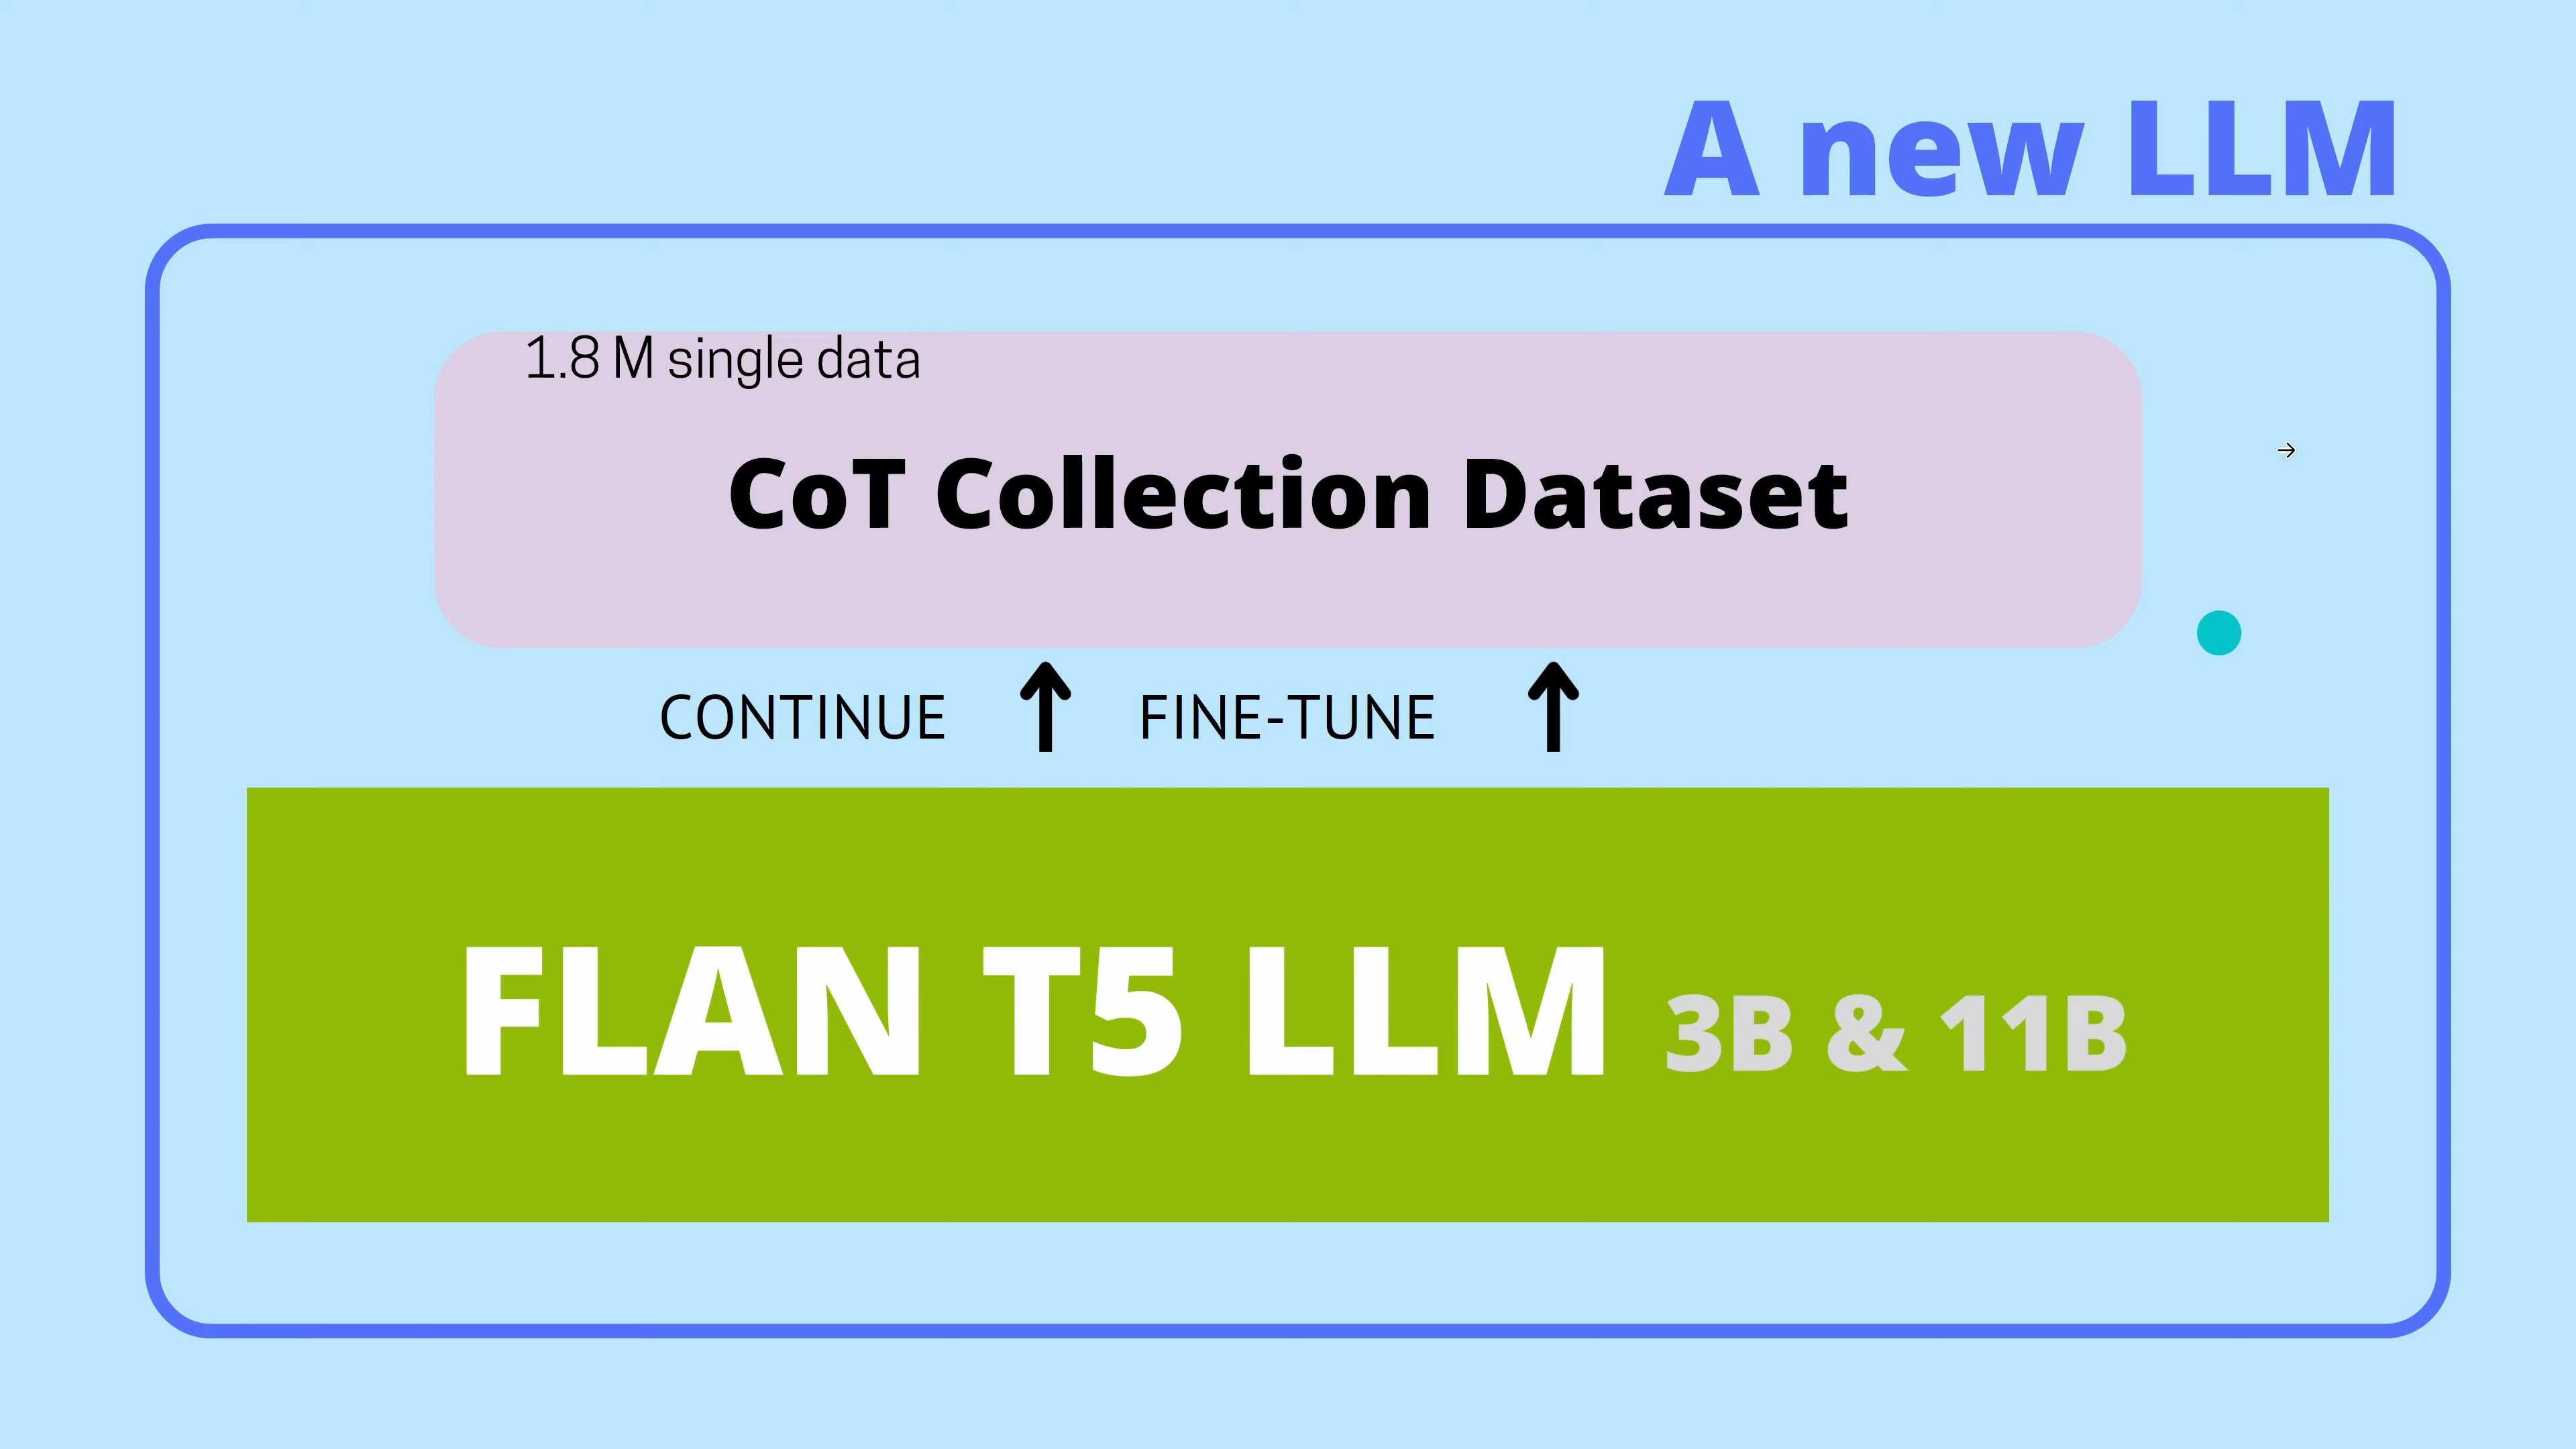 A new LLM
1.8 M single data
CoT Collection Dataset
CONTINUE FINE-TUNE
FLAN T5 LLM 3B & 11B